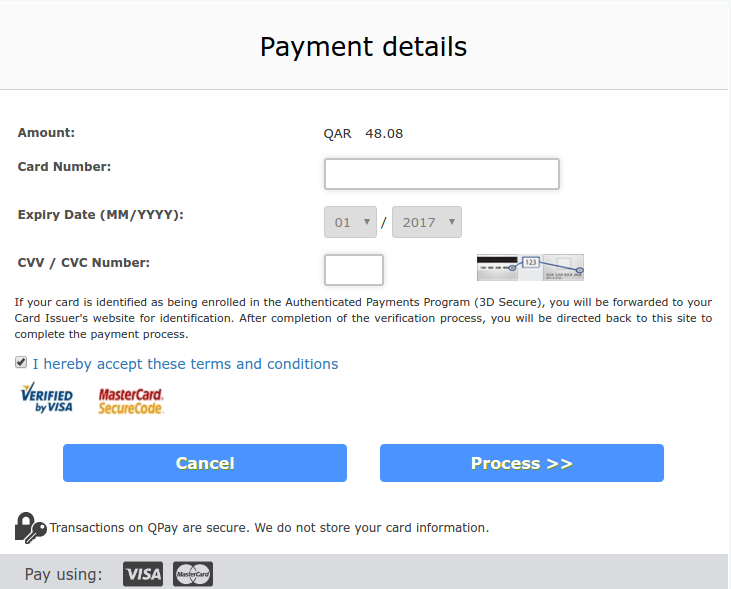 Payment details
Amount:
QAR 48.08
Card Number:
Expiry Date (MM/YYYY):
01 / 2017
CVV / CVC Number:
123
If your card is identified as being enrolled in the Authenticated Payments Program (3D Secure), you will be forwarded to your
Card Issuer's website for identification. After completion of the verification process, you will be directed back to this site to
complete the payment process.
I hereby accept these terms and conditions
VERIFIED
by VISA
MasterCard.
SecureCode.
Cancel
Process >>
Transactions on QPay are secure. We do not store your card information.
Pay using:
VISA
MasterCard